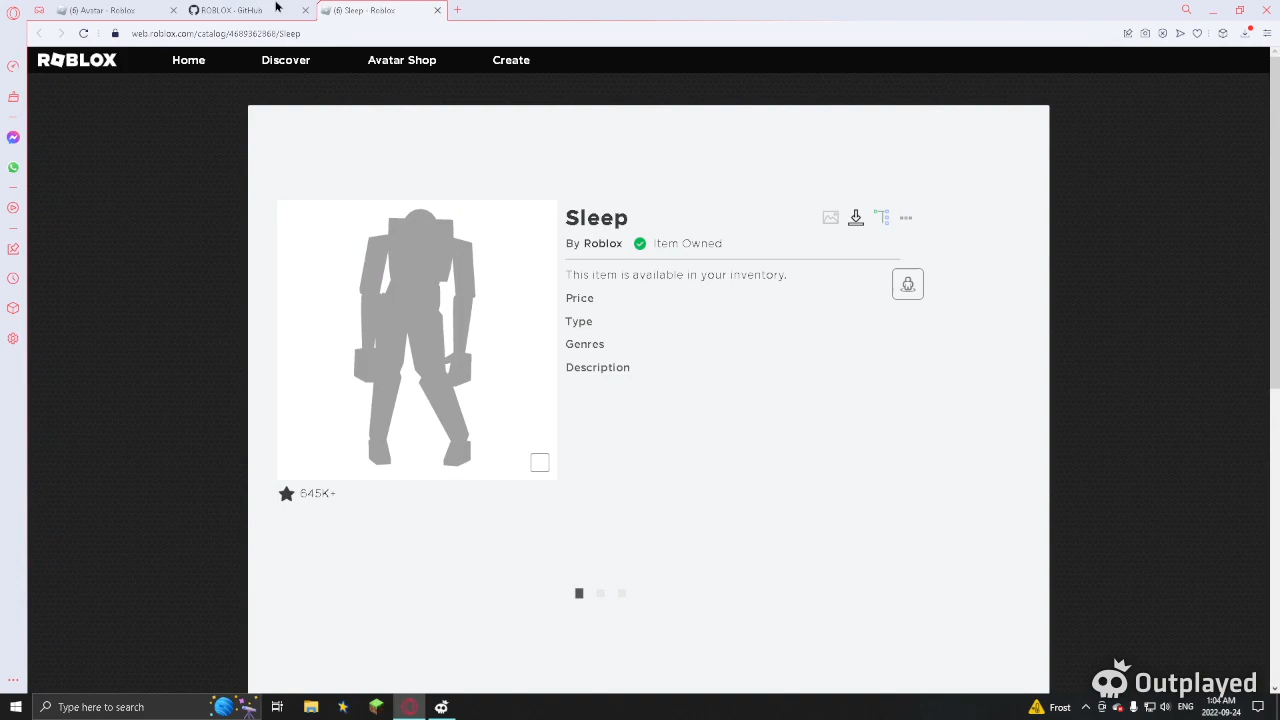 (6) Avatar - Roblox
ROBLOX - GitHub
(6) Sleep - Roblox
web.roblox.com/catalog/4689362868/Sleep
ROBLOX
Home
Discover
Avatar Shop
Create
Sleep
By Roblox
Item Owned
This item is available in your inventory.
Price
Type
Genres
Description
645K+
Outplayed
Type here to search
Frost
ENG
1:04 AM
2022-09-24